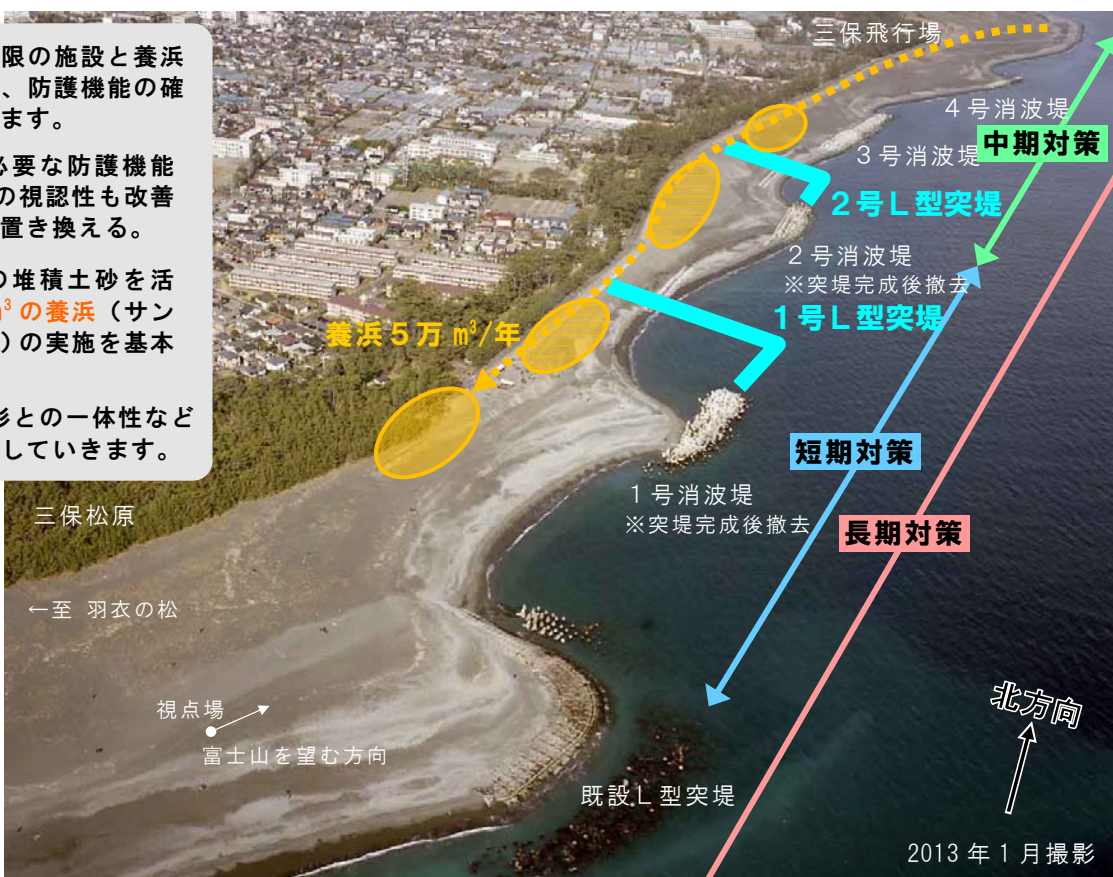 限の施設と養浜
、防護機能の確
ます。
必要な防護機能
の視認性も改善
置き換える。
の堆積土砂を活
m³の養浜（サン
）の実施を基本
形との一体性など
していきます。
三保飛行場
4号消波堤
中期対策
3号消波堤
2号L型突堤
2号消波堤
※突堤完成後撤去
1号L型突堤
養浜5万m³/年
短期対策
1号消波堤
※突堤完成後撤去
長期対策
三保松原
←至 羽衣の松
視点場
富士山を望む方向
既設L型突堤
北方向
2013年1月撮影